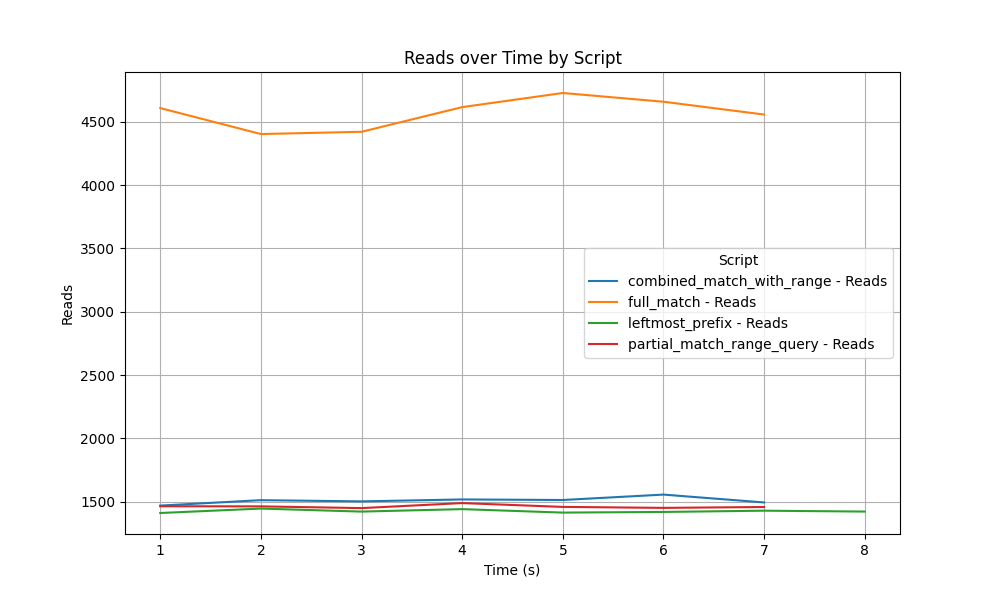 Reads over Time by Script
Reads
4500
4000
3500
3000
2500
2000
1500
Script
combined_match_with_range - Reads
full_match - Reads
leftmost_prefix - Reads
partial_match_range_query - Reads
1 2 3 4 5 6 7 8
Time (s)